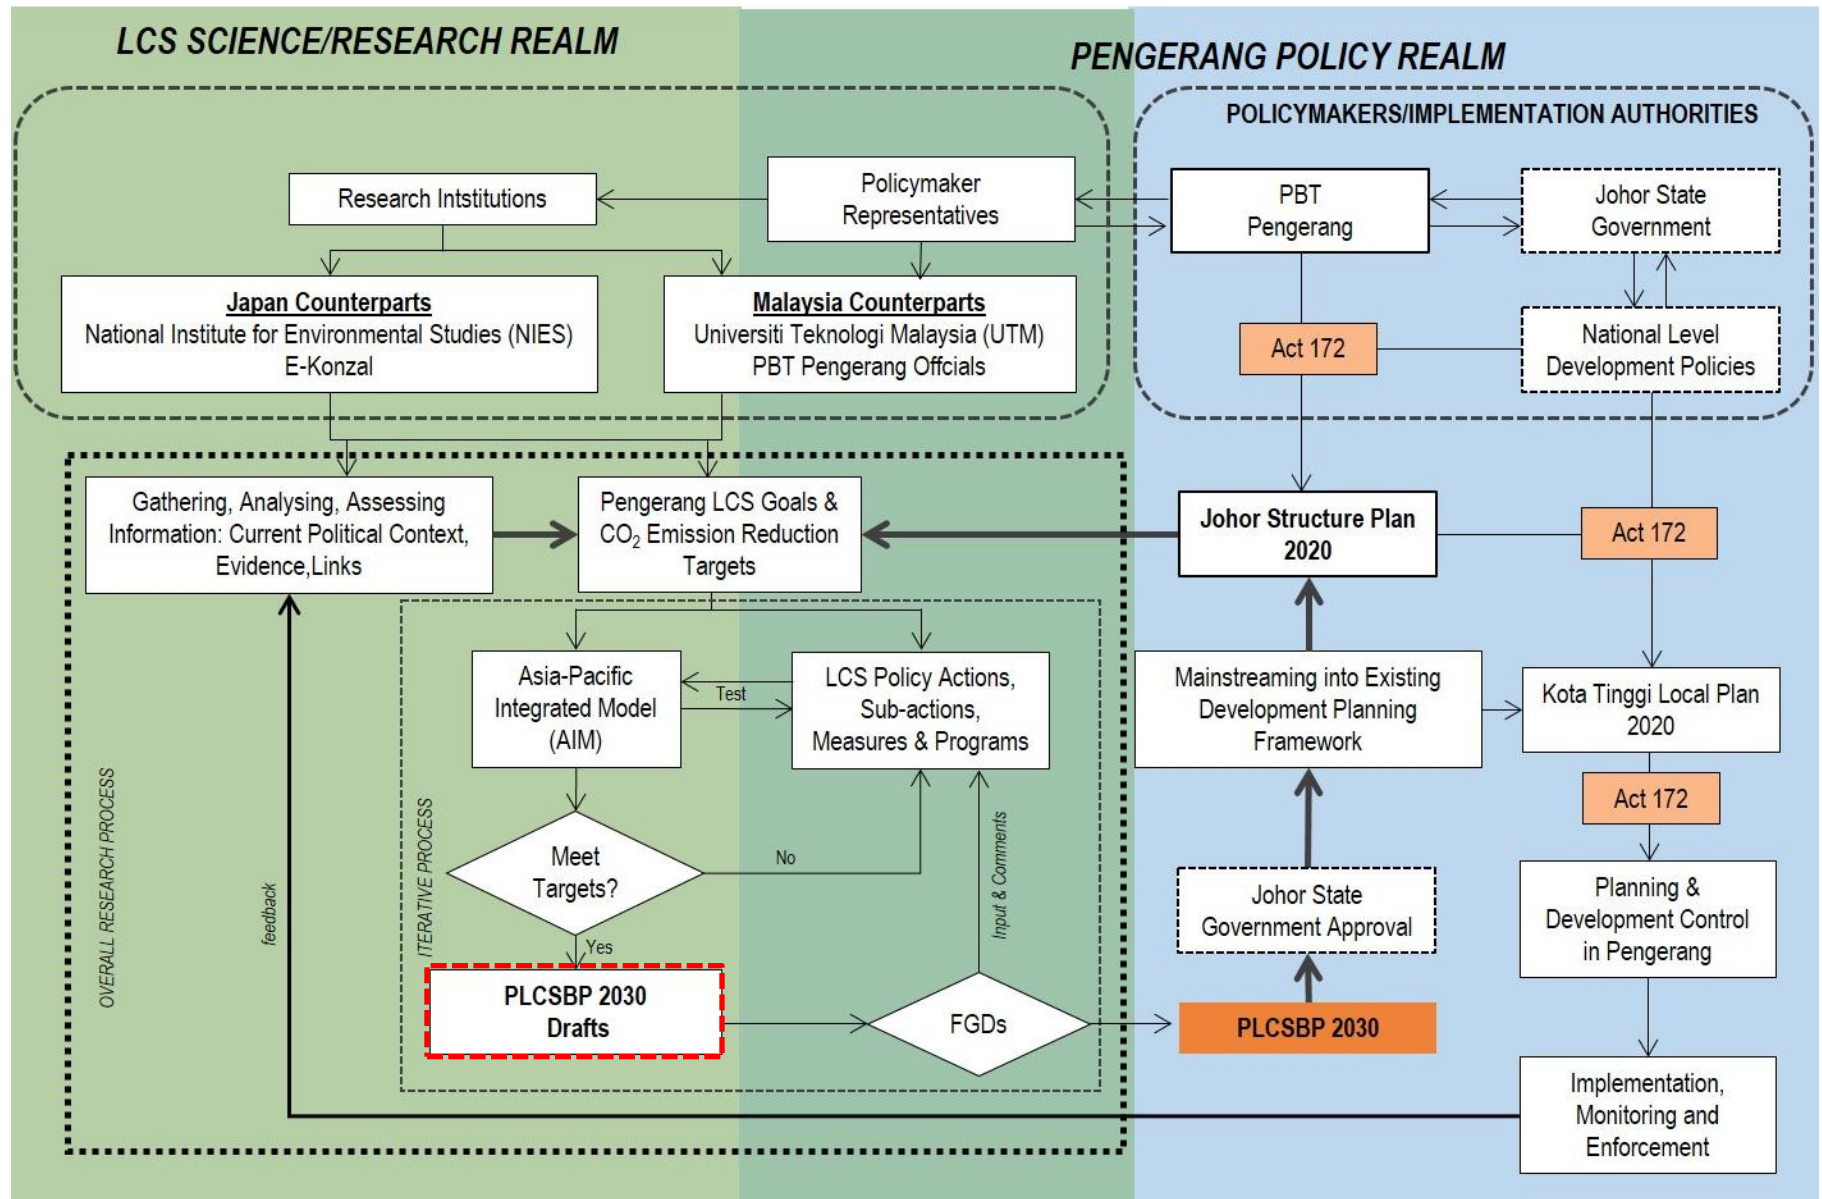 LCS SCIENCE/RESEARCH REALM
PENGERANG POLICY REALM
POLICYMAKERS/IMPLEMENTATION AUTHORITIES
Research Intstitutions
Policymaker
Representatives
PBT
Pengerang
Johor State
Government
Japan Counterparts
National Institute for Environmental Studies (NIES)
E-Konzal
Malaysia Counterparts
Universiti Teknologi Malaysia (UTM)
PBT Pengerang Offcials
Act 172
National Level
Development Policies
Gathering, Analysing, Assessing
Information: Current Political Context,
Evidence,Links
Pengerang LCS Goals &
CO₂ Emission Reduction
Targets
Johor Structure Plan
2020
Act 172
Asia-Pacific
Integrated Model
(AIM)
Test
LCS Policy Actions,
Sub-actions,
Measures & Programs
Mainstreaming into Existing
Development Planning
Framework
Kota Tinggi Local Plan
2020
Act 172
OVERALL RESEARCH PROCESS
feedback
ITERATIVE PROCESS
Meet
Targets?
No
Yes
Input & Comments
Johor State
Government Approval
Planning &
Development Control
in Pengerang
PLCSBP 2030
Drafts
FGDs
PLCSBP 2030
Implementation,
Monitoring and
Enforcement